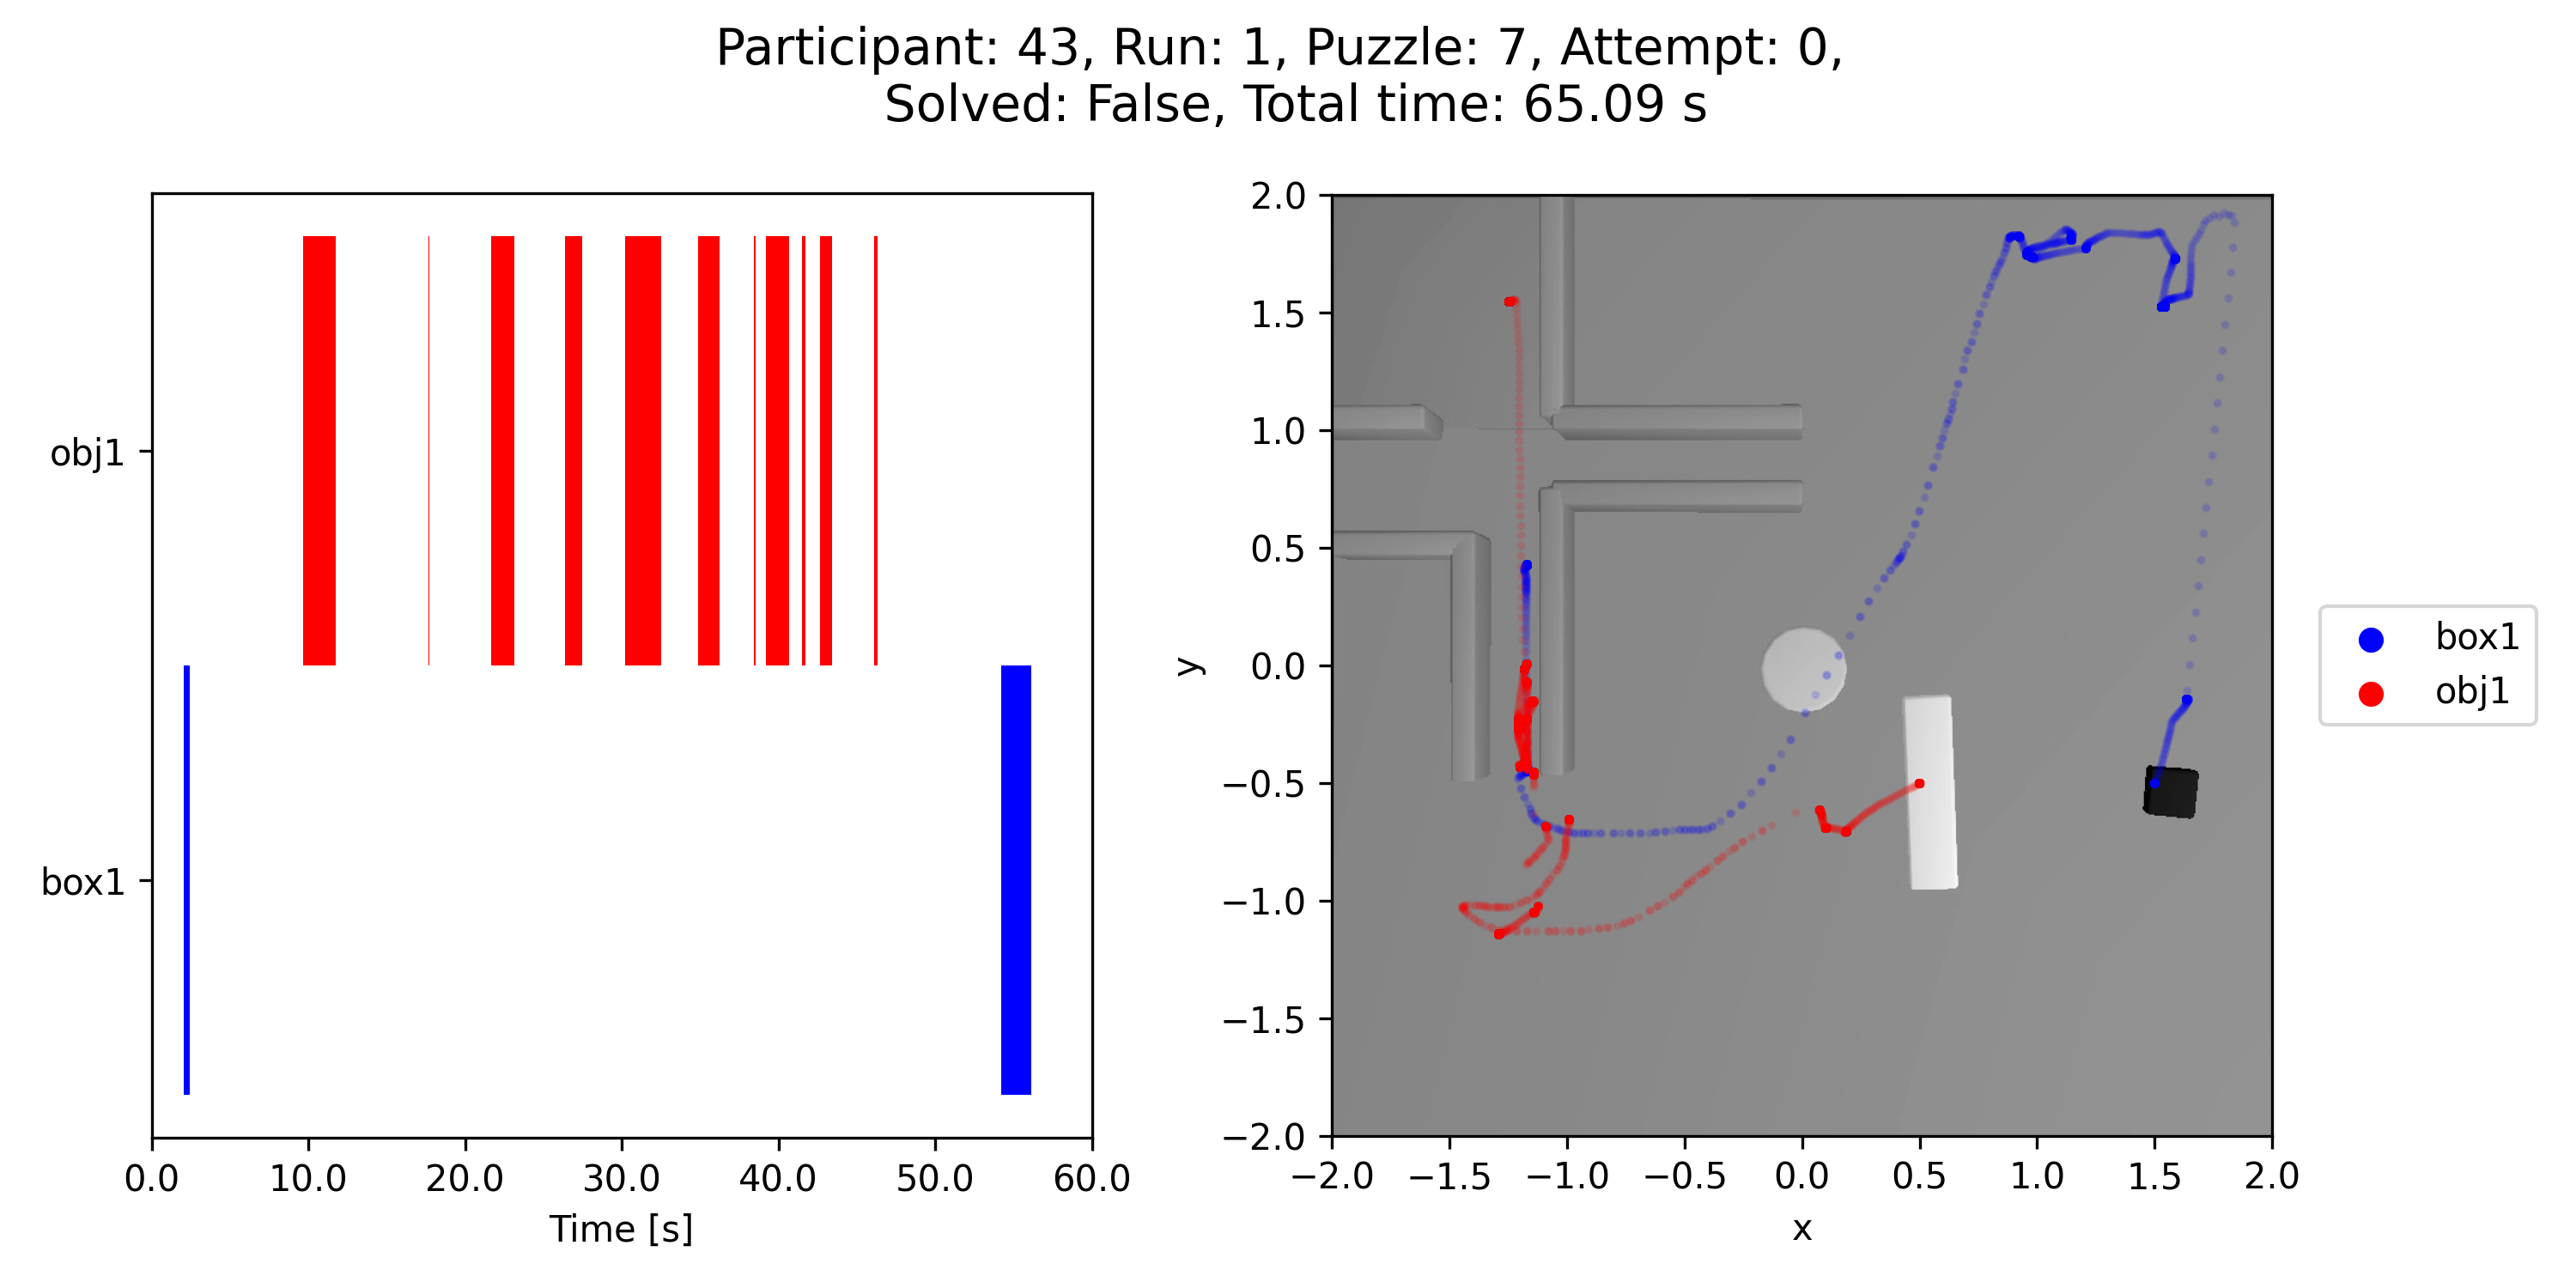 Participant: 43, Run: 1, Puzzle: 7, Attempt: 0,
Solved: False, Total time: 65.09 s
obj1
box1
0.0 10.0 20.0 30.0 40.0 50.0 60.0
Time [s]
2.0
1.5
1.0
0.5
0.0
−0.5
−1.0
−1.5
−2.0
y
−2.0 −1.5 −1.0 −0.5 0.0 0.5 1.0 1.5 2.0
x
box1
obj1